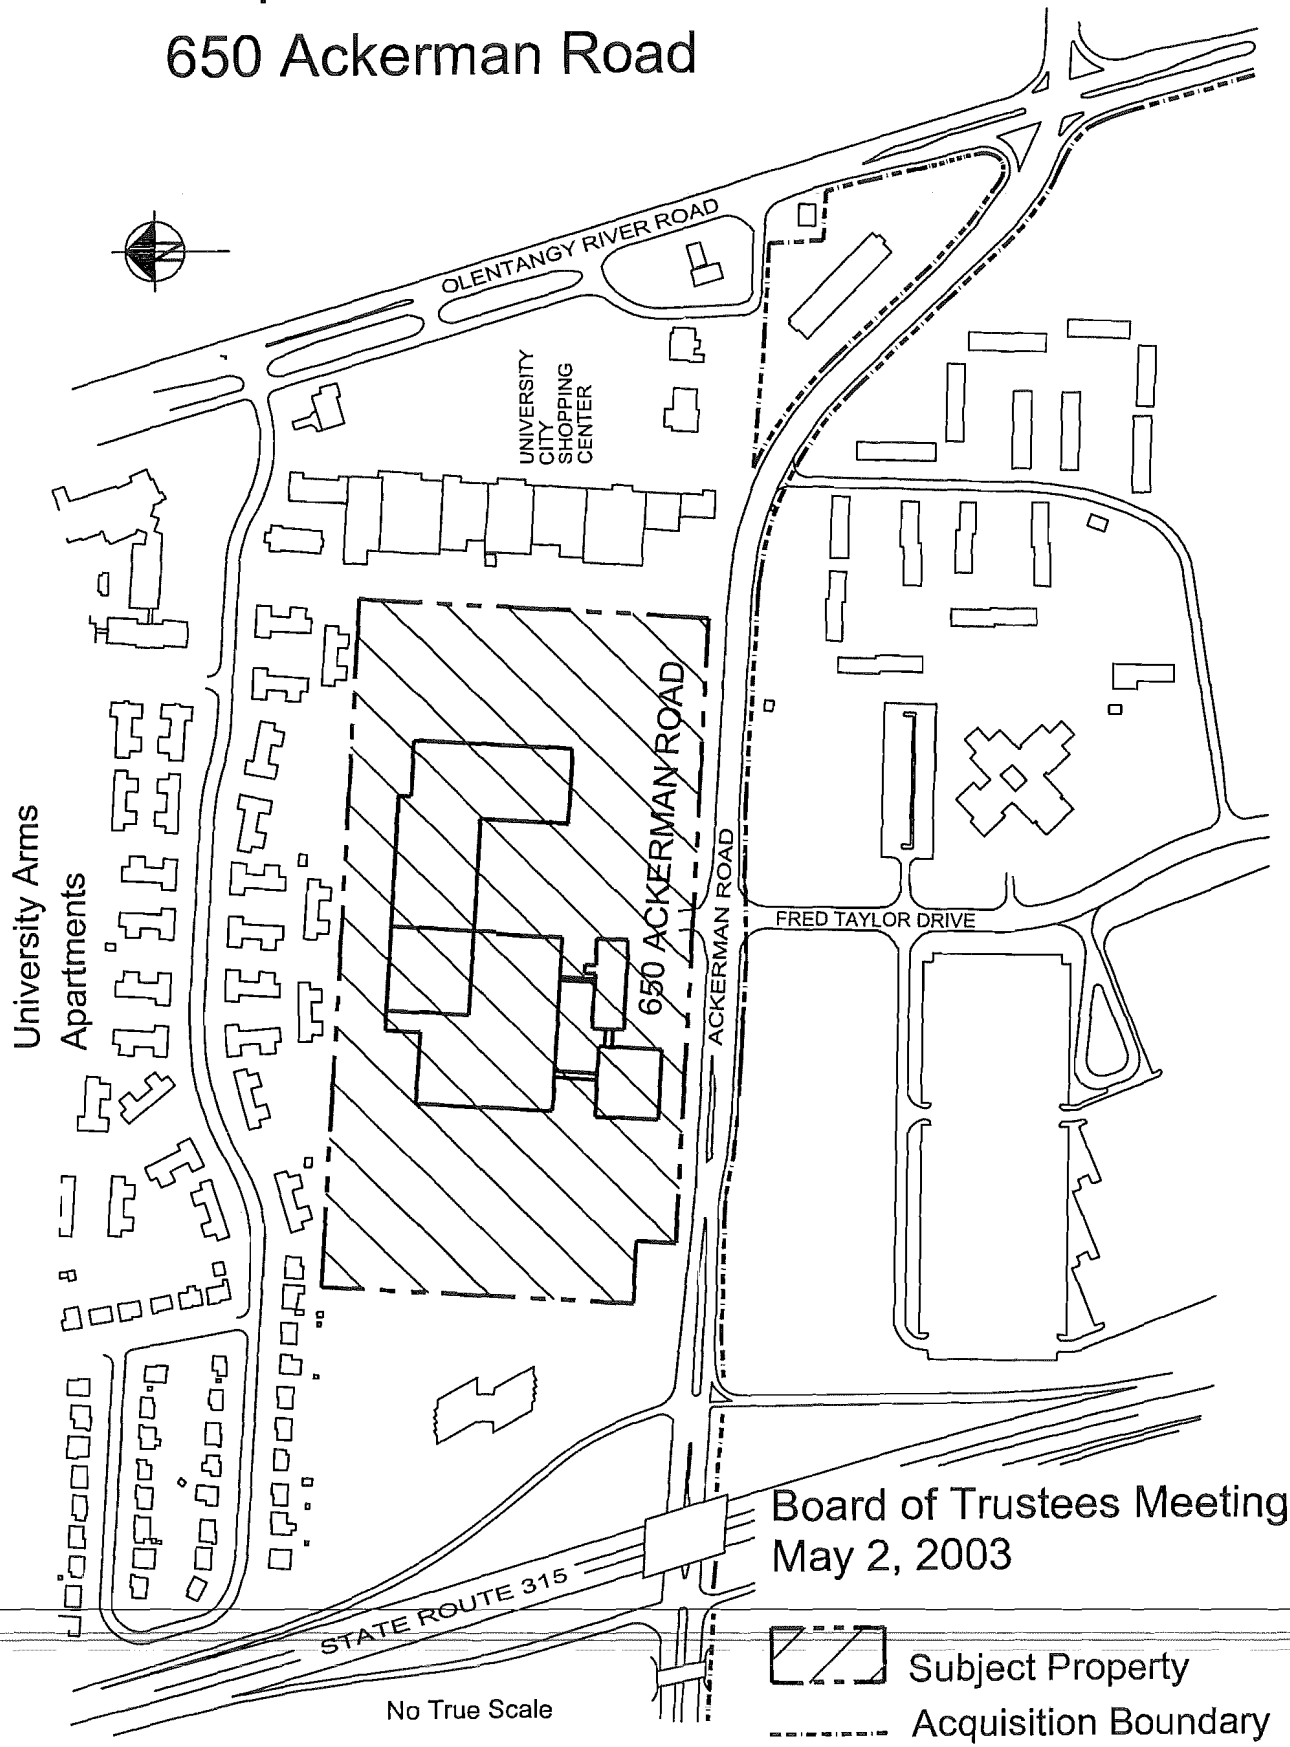 650 Ackerman Road
N
OLENTANGY RIVER ROAD
UNIVERSITY
CITY
SHOPPING
CENTER
650 ACKERMAN ROAD
ACKERMAN ROAD
FRED TAYLOR DRIVE
University Arms
Apartments
STATE ROUTE 315
No True Scale
Board of Trustees Meeting
May 2, 2003
Subject Property
Acquisition Boundary